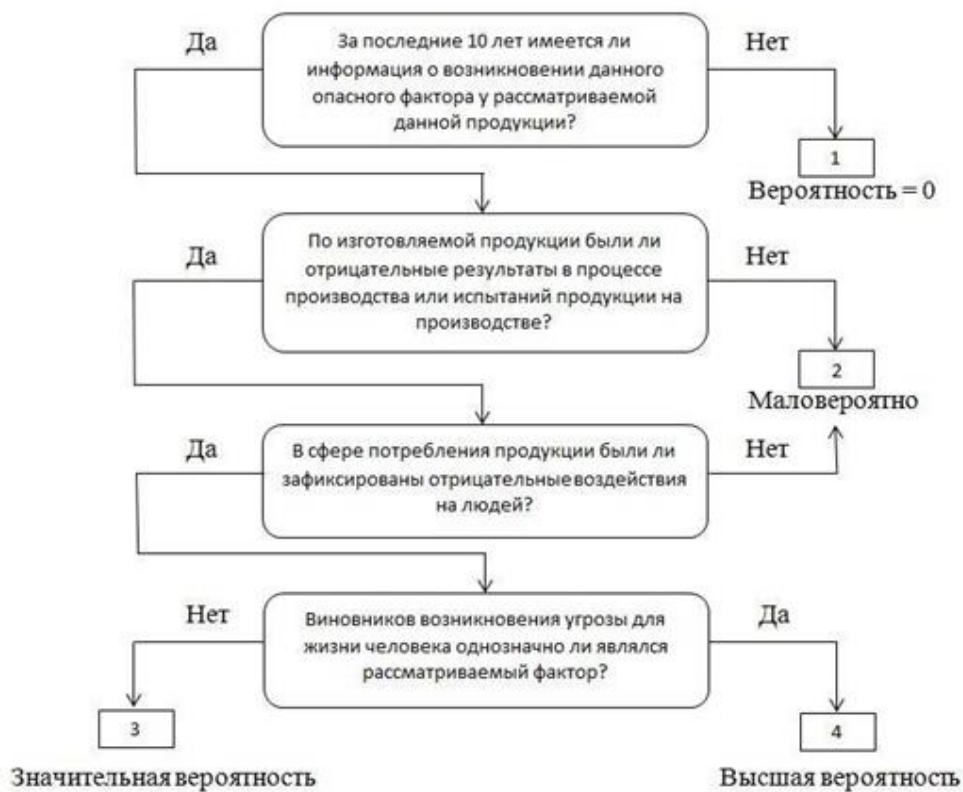 Да
За последние 10 лет имеется ли
информация о возникновении данного
опасного фактора у рассматриваемой
данной продукции?
Нет
1
Вероятность = 0
Да
По изготовляемой продукции были ли
отрицательные результаты в процессе
производства или испытаний продукции на
производстве?
Нет
2
Маловероятно
Да
В сфере потребления продукции были ли
зафиксированы отрицательные воздействия
на людей?
Нет
Нет
Виновников возникновения угрозы для
жизни человека однозначно ли являлся
рассматриваемый фактор?
Да
3
Значительная вероятность
4
Высшая вероятность